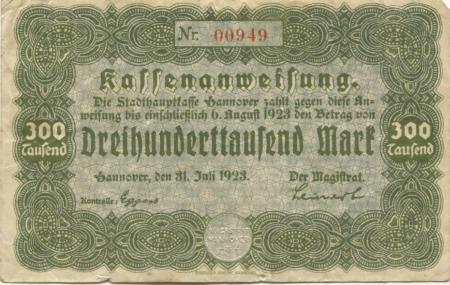 Nr. 00949
Kassenanweisung.
Die Stadthauptkasse Hannover zahlt gegen diese An-
weisung bis einschließlich 6. August 1923 den Betrag von
300 Tausend
Dreihunderttausend Mark
300 Tausend
Hannover, den 31. Juli 1923.
Der Magistrat.
Kontrolle: